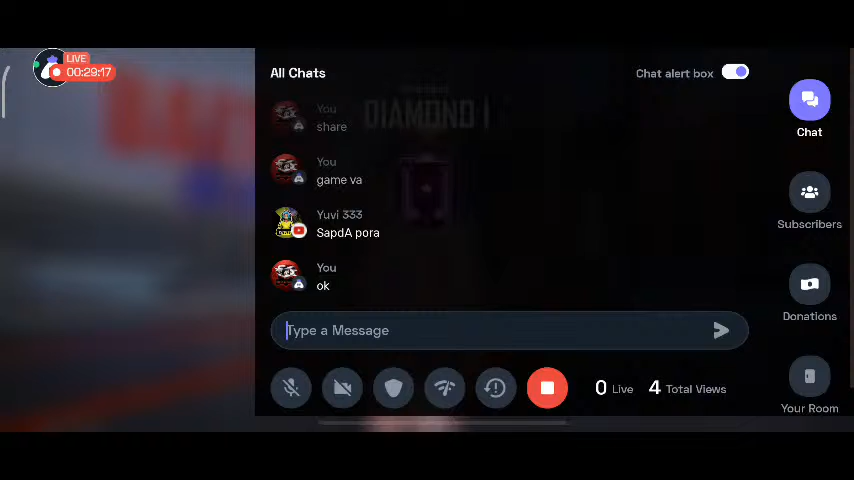 LIVE
00:29:17
All Chats
Chat alert box
You
share
DIAMOND I
You
game va
Yuvi 333
SapdA pora
You
ok
Type a Message
0 Live 4 Total Views
Chat
Subscribers
Donations
Your Room